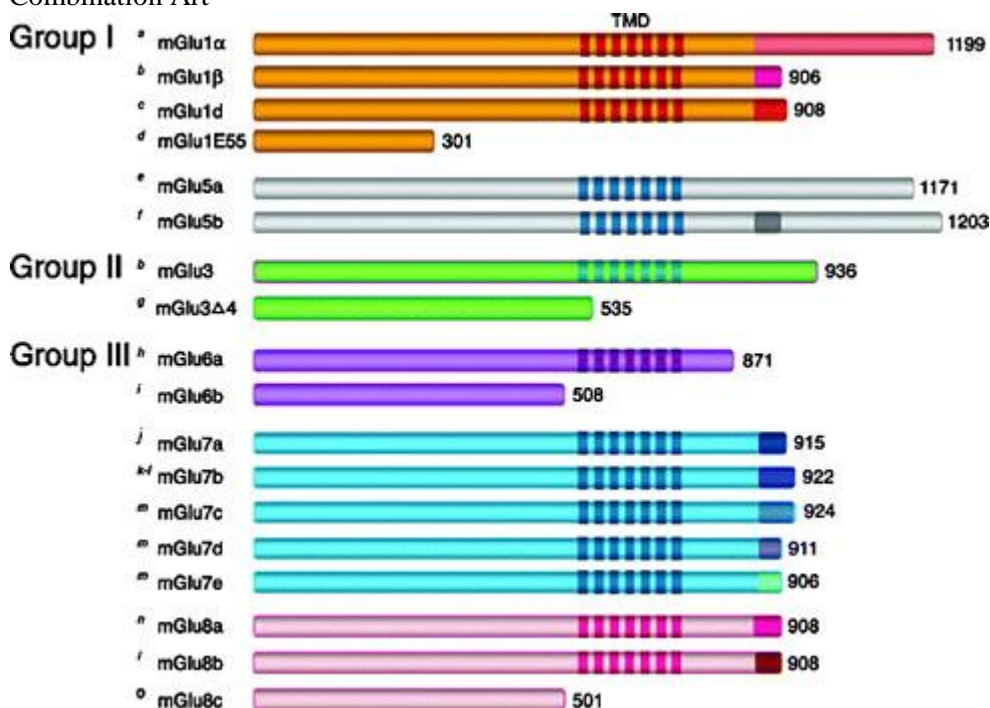 Combination Art
TMD
Group I a mGlu1α 1199
b mGlu1β 906
c mGlu1d 908
d mGlu1E55 301
e mGlu5a 1171
f mGlu5b 1203
Group II b mGlu3 936
g mGlu3Δ4 535
Group III h mGlu6a 871
i mGlu6b 508
j mGlu7a 915
k-l mGlu7b 922
m mGlu7c 924
m mGlu7d 911
m mGlu7e 906
n mGlu8a 908
l mGlu8b 908
o mGlu8c 501